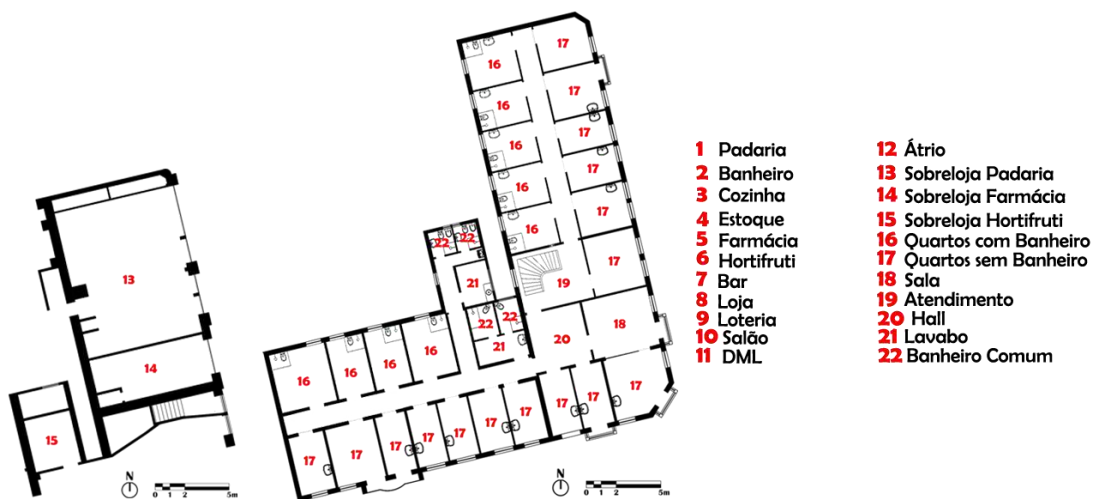 17
16
17
16
17
16
17
16
17
16
22 22
17
21
19
13
22 22
18
20
21
16
16
16
16
14
17
17
17
17
17
17
17
17
17
17
15
N
0 1 2 5m
N
0 1 2 5m
1 Padaria
2 Banheiro
3 Cozinha
4 Estoque
5 Farmácia
6 Hortifruti
7 Bar
8 Loja
9 Loteria
10 Salão
11 DML
12 Átrio
13 Sobreloja Padaria
14 Sobreloja Farmácia
15 Sobreloja Hortifruti
16 Quartos com Banheiro
17 Quartos sem Banheiro
18 Sala
19 Atendimento
20 Hall
21 Lavabo
22 Banheiro Comum